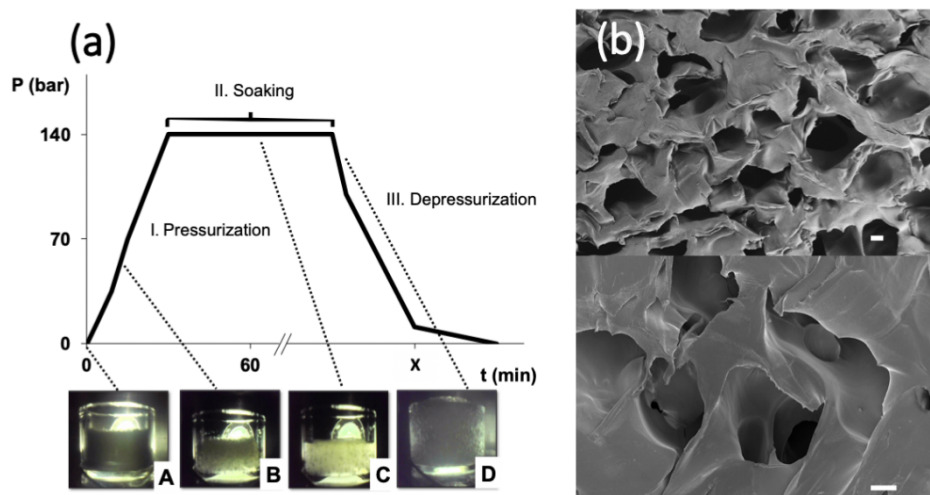 (a)
P (bar)
II. Soaking
140
III. Depressurization
I. Pressurization
70
0
0
60
X
t (min)
A
B
C
D
(b)